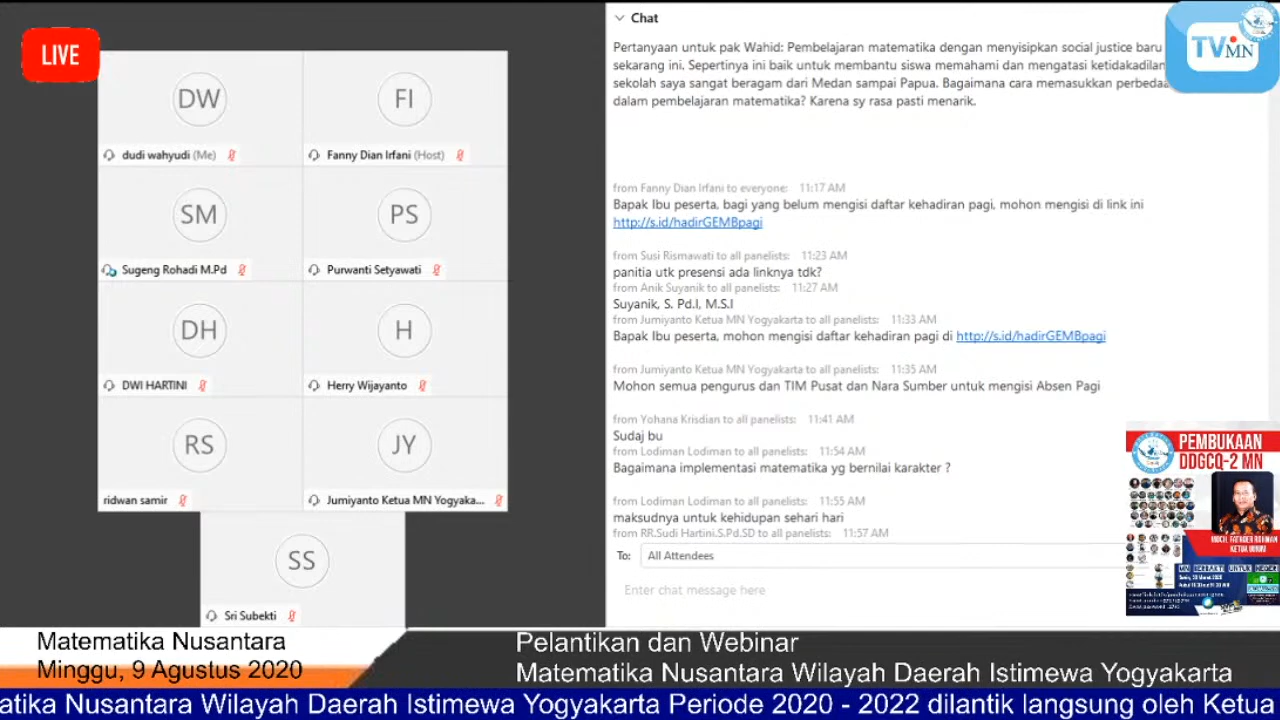 LIVE
DW
dudi wahyudi (Me)
FI
Fanny Dian Irfani (Host)
SM
Sugeng Rohadi M.Pd
PS
Purwanti Setyawati
DH
DWI HARTINI
H
Herry Wijayanto
RS
ridwan samir
JY
Jumiyanto Ketua MN Yogyaka...
SS
Sri Subekti
Chat
Pertanyaan untuk pak Wahid: Pembelajaran matematika dengan menyisipkan social justice baru
sekarang ini. Sepertinya ini baik untuk membantu siswa memahami dan mengatasi ketidakadilan
sekolah saya sangat beragam dari Medan sampai Papua. Bagaimana cara memasukkan perbedaa
dalam pembelajaran matematika? Karena sy rasa pasti menarik.
from Fanny Dian Irfani to everyone: 11:17 AM
Bapak Ibu peserta, bagi yang belum mengisi daftar kehadiran pagi, mohon mengisi di link ini
http://s.id/hadirGEMBpagi
from Susi Rismawati to all panelists: 11:23 AM
panitia utk presensi ada linknya tdk?
from Anik Suyanik to all panelists: 11:27 AM
Suyanik, S. Pd.I, M.S.I
from Jumiyanto Ketua MN Yogyakarta to all panelists: 11:33 AM
Bapak Ibu peserta, mohon mengisi daftar kehadiran pagi di http://s.id/hadirGEMBpagi
from Jumiyanto Ketua MN Yogyakarta to all panelists: 11:35 AM
Mohon semua pengurus dan TIM Pusat dan Nara Sumber untuk mengisi Absen Pagi
from Yohana Krisdian to all panelists: 11:41 AM
Sudaj bu
from Lodiman Lodiman to all panelists: 11:54 AM
Bagaimana implementasi matematika yg bernilai karakter ?
from Lodiman Lodiman to all panelists: 11:55 AM
maksudnya untuk kehidupan sehari hari
from RR.Sudi Hartini.S.Pd.SD to all panelists: 11:57 AM
To: All Attendees
Enter chat message here
TVMN
PEMBUKAAN
DDGCQ-2 MN
MOCH. FATKOER ROHMAN
MN BERBAKTI UNTUK NEGERI
Matematika Nusantara
Minggu, 9 Agustus 2020
Pelantikan dan Webinar
Matematika Nusantara Wilayah Daerah Istimewa Yogyakarta
atika Nusantara Wilayah Daerah Istimewa Yogyakarta Periode 2020 - 2022 dilantik langsung oleh Ketua